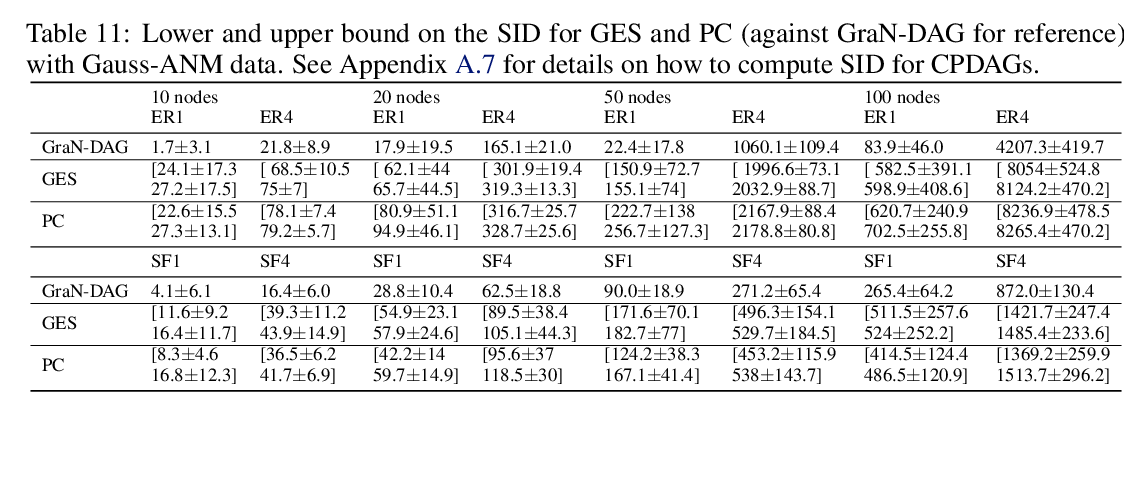 Table 11: Lower and upper bound on the SID for GES and PC (against GraN-DAG for reference)
with Gauss-ANM data. See Appendix A.7 for details on how to compute SID for CPDAGs.
10 nodes 20 nodes 50 nodes 100 nodes
ER1 ER4 ER1 ER4 ER1 ER4 ER1 ER4
GraN-DAG 1.7±3.1 21.8±8.9 17.9±19.5 165.1±21.0 22.4±17.8 1060.1±109.4 83.9±46.0 4207.3±419.7
GES [24.1±17.3 [ 68.5±10.5 [ 62.1±44 [ 301.9±19.4 [150.9±72.7 [ 1996.6±73.1 [ 582.5±391.1 [ 8054±524.8
27.2±17.5] 75±7] 65.7±44.5] 319.3±13.3] 155.1±74] 2032.9±88.7] 598.9±408.6] 8124.2±470.2]
PC [22.6±15.5 [78.1±7.4 [80.9±51.1 [316.7±25.7 [222.7±138 [2167.9±88.4 [620.7±240.9 [8236.9±478.5
27.3±13.1] 79.2±5.7] 94.9±46.1] 328.7±25.6] 256.7±127.3] 2178.8±80.8] 702.5±255.8] 8265.4±470.2]
SF1 SF4 SF1 SF4 SF1 SF4 SF1 SF4
GraN-DAG 4.1±6.1 16.4±6.0 28.8±10.4 62.5±18.8 90.0±18.9 271.2±65.4 265.4±64.2 872.0±130.4
GES [11.6±9.2 [39.3±11.2 [54.9±23.1 [89.5±38.4 [171.6±70.1 [496.3±154.1 [511.5±257.6 [1421.7±247.4
16.4±11.7] 43.9±14.9] 57.9±24.6] 105.1±44.3] 182.7±77] 529.7±184.5] 524±252.2] 1485.4±233.6]
PC [8.3±4.6 [36.5±6.2 [42.2±14 [95.6±37 [124.2±38.3 [453.2±115.9 [414.5±124.4 [1369.2±259.9
16.8±12.3] 41.7±6.9] 59.7±14.9] 118.5±30] 167.1±41.4] 538±143.7] 486.5±120.9] 1513.7±296.2]